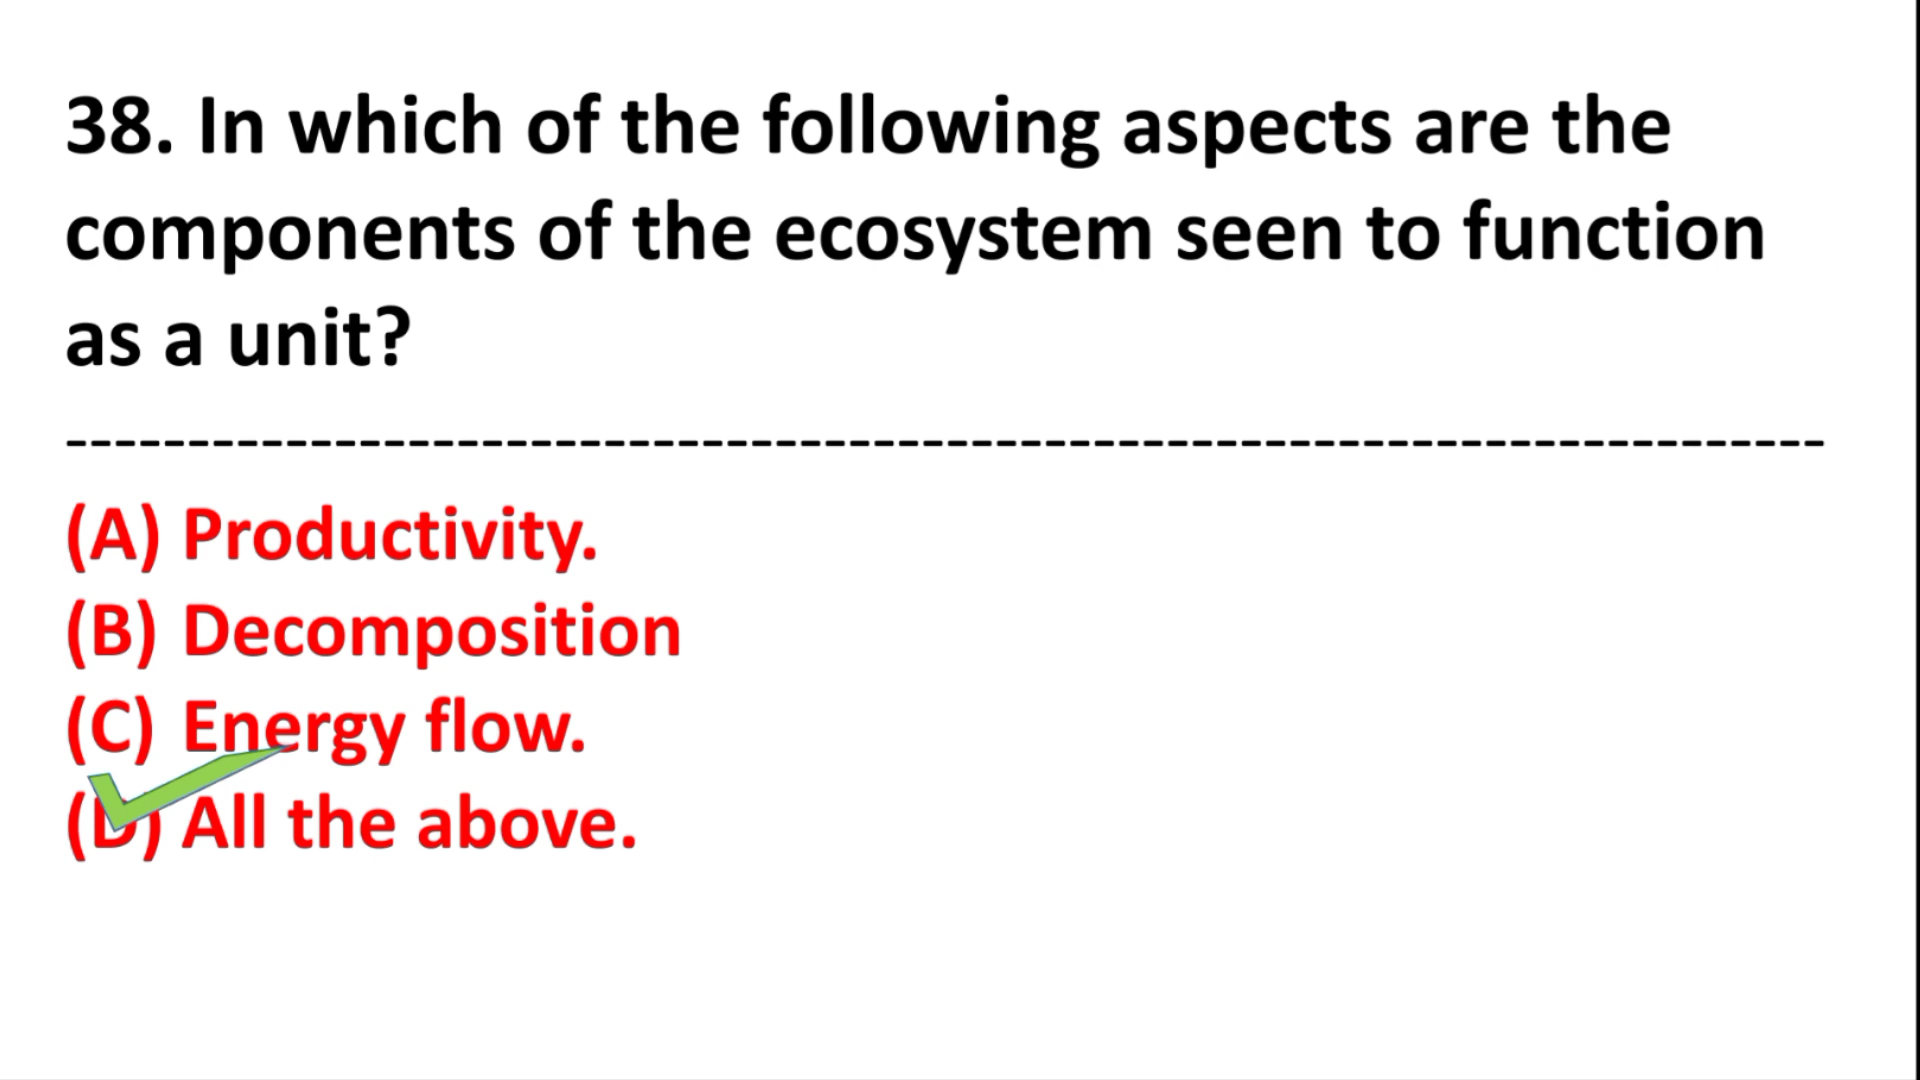 38. In which of the following aspects are the
components of the ecosystem seen to function
as a unit?
------------------------------------------------------------------------
(A) Productivity.
(B) Decomposition
(C) Energy flow.
(D) All the above.